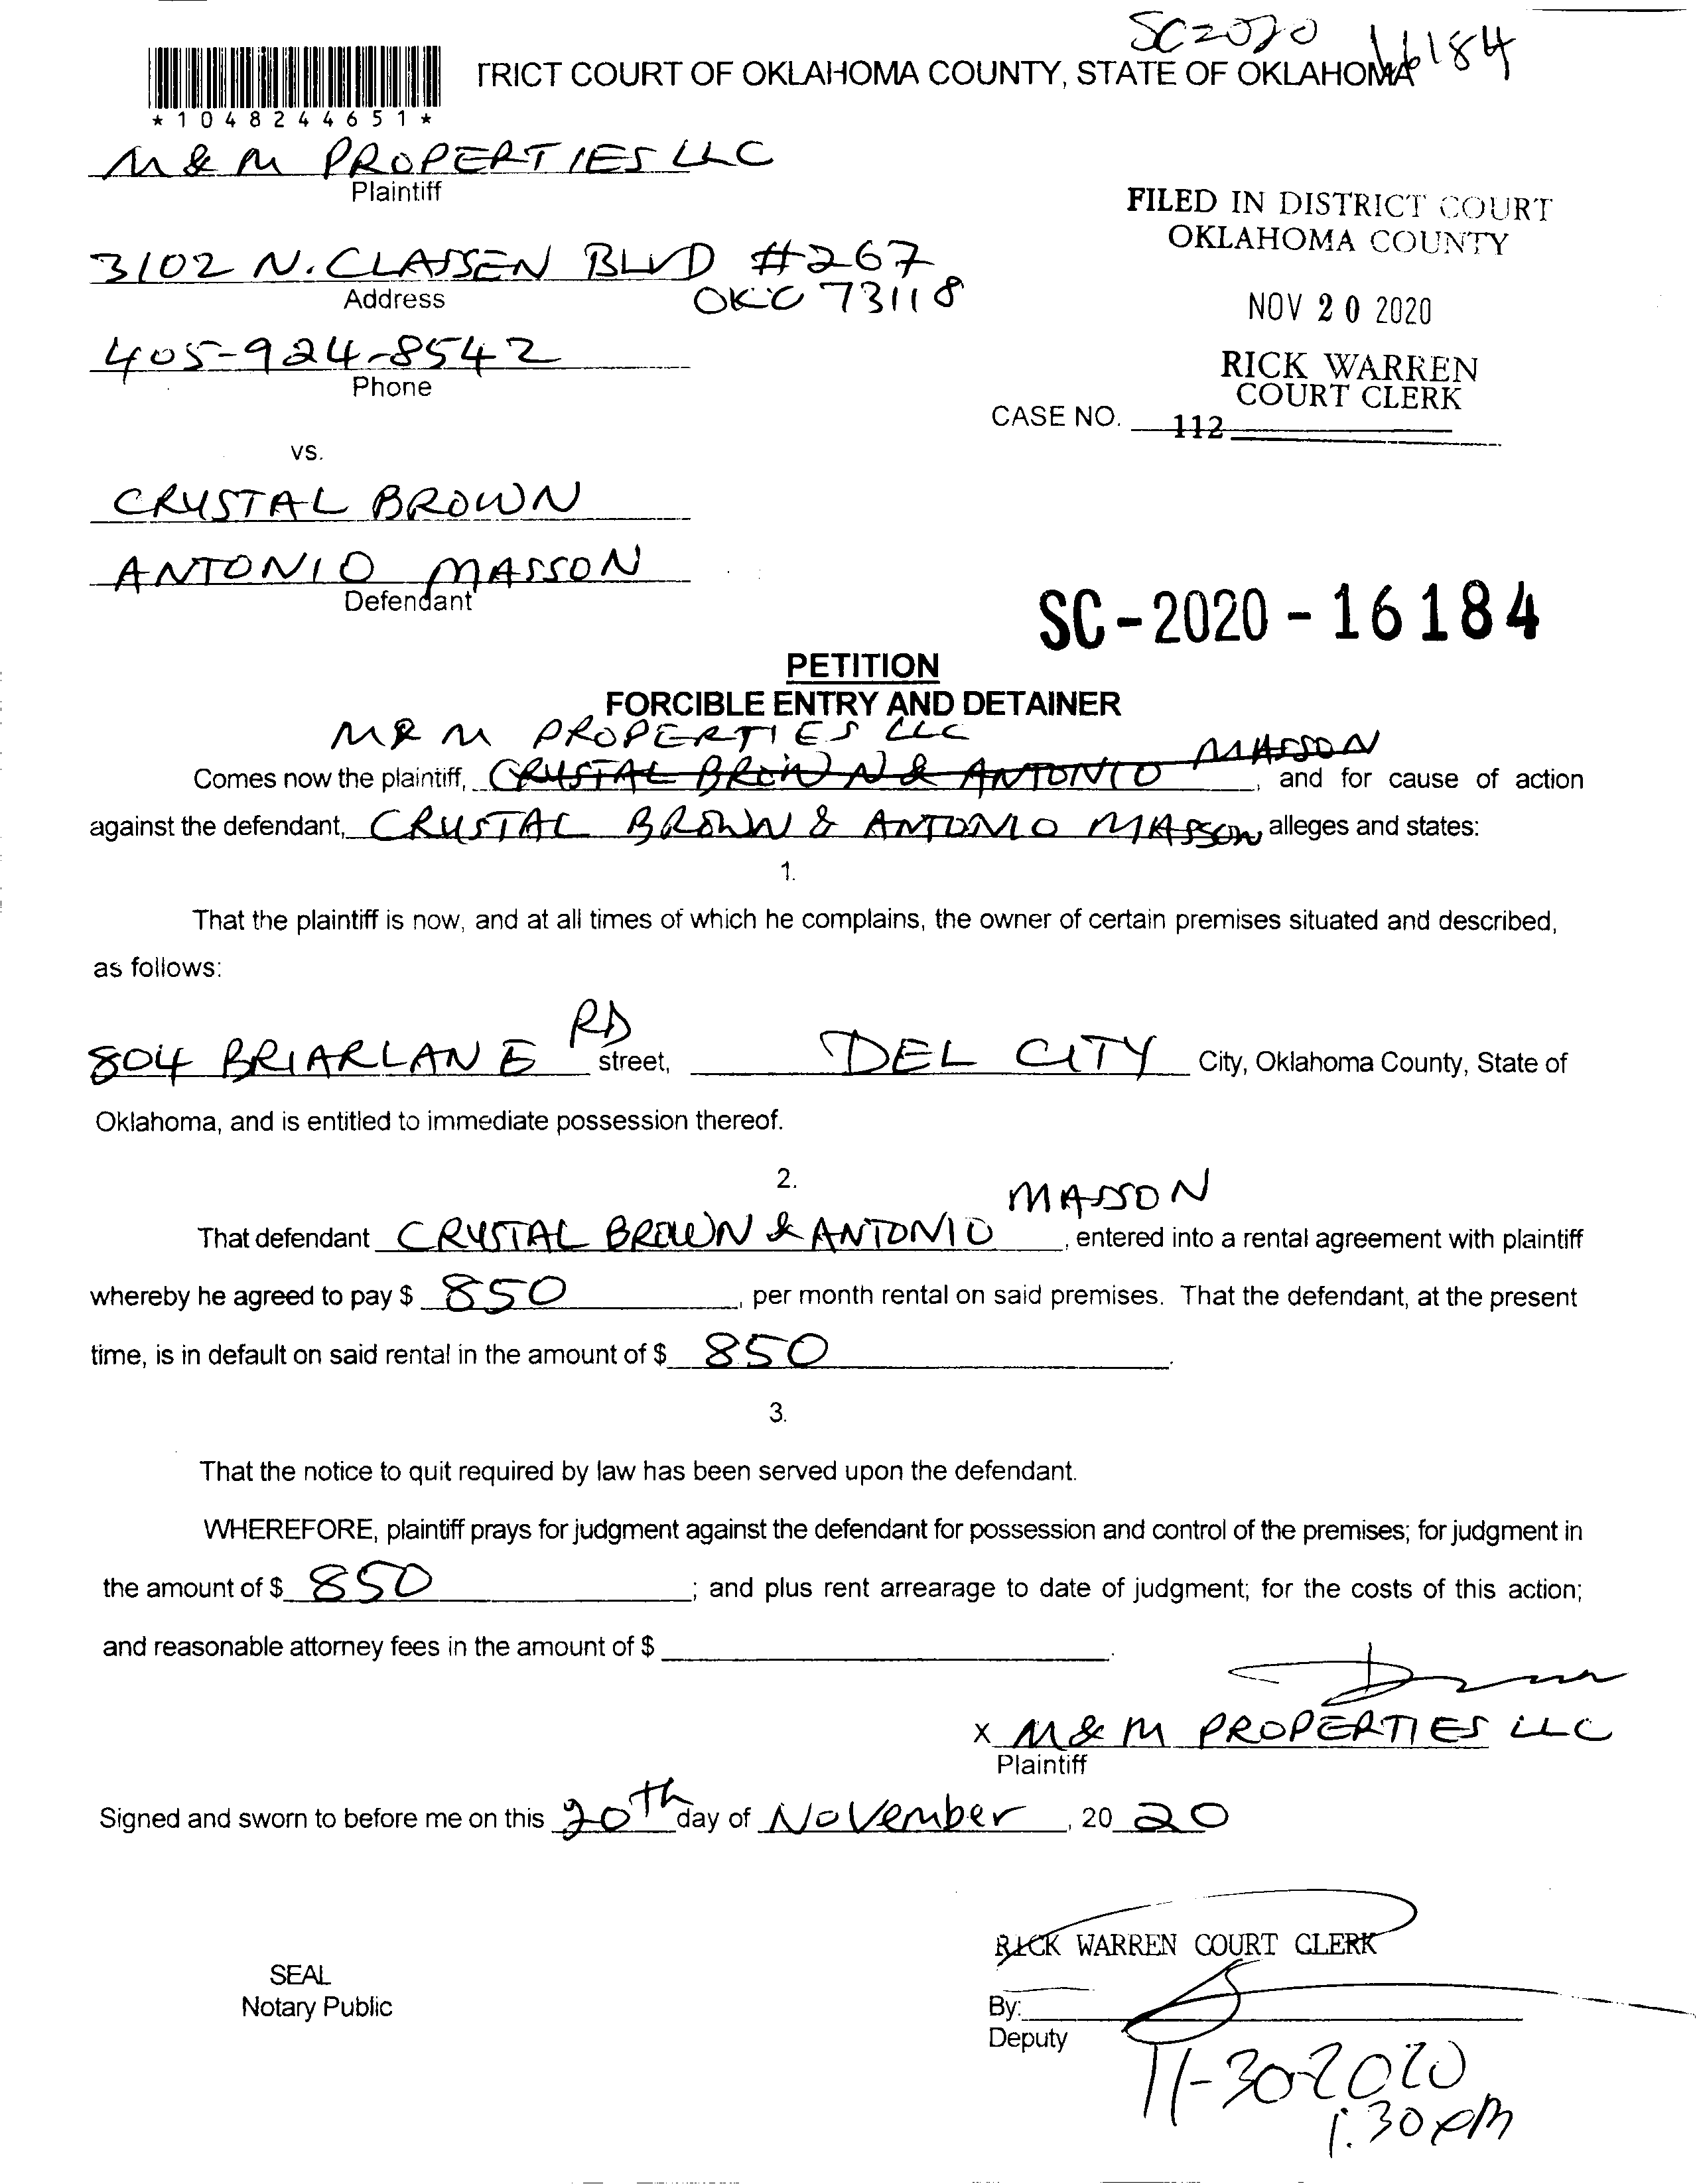 SC2020 16184
TRICT COURT OF OKLAHOMA COUNTY, STATE OF OKLAHOMA
*1048244651*
M & M PROPERTIES LLC
Plaintiff
FILED IN DISTRICT COURT
OKLAHOMA COUNTY
3102 N. CLASSEN BLVD #267
Address
OKC 73118
NOV 20 2020
405-924-8542
Phone
RICK WARREN
COURT CLERK
CASE NO. 112
vs.
CRYSTAL BROWN
ANTONIO MASSON
Defendant
SC-2020-16184
PETITION
FORCIBLE ENTRY AND DETAINER
M & M PROPERTIES LLC
Comes now the plaintiff, CRYSTAL BROWN & ANTONIO MASSON, and for cause of action
against the defendant, CRYSTAL BROWN & ANTONIO MASSON alleges and states:
1.
That the plaintiff is now, and at all times of which he complains, the owner of certain premises situated and described,
as follows:
804 BRIARLANE RD street, DEL CITY City, Oklahoma County, State of
Oklahoma, and is entitled to immediate possession thereof.
2.
That defendant CRYSTAL BROWN & ANTONIO MASSON, entered into a rental agreement with plaintiff
whereby he agreed to pay $ 850, per month rental on said premises. That the defendant, at the present
time, is in default on said rental in the amount of $ 850.
3.
That the notice to quit required by law has been served upon the defendant.
WHEREFORE, plaintiff prays for judgment against the defendant for possession and control of the premises; for judgment in
the amount of $ 850; and plus rent arrearage to date of judgment; for the costs of this action;
and reasonable attorney fees in the amount of $ .
X M & M PROPERTIES LLC
Plaintiff
Signed and sworn to before me on this 20th day of November, 20 20
RICK WARREN COURT CLERK
SEAL
Notary Public
By:
Deputy
11-30-2020
1:30 pm